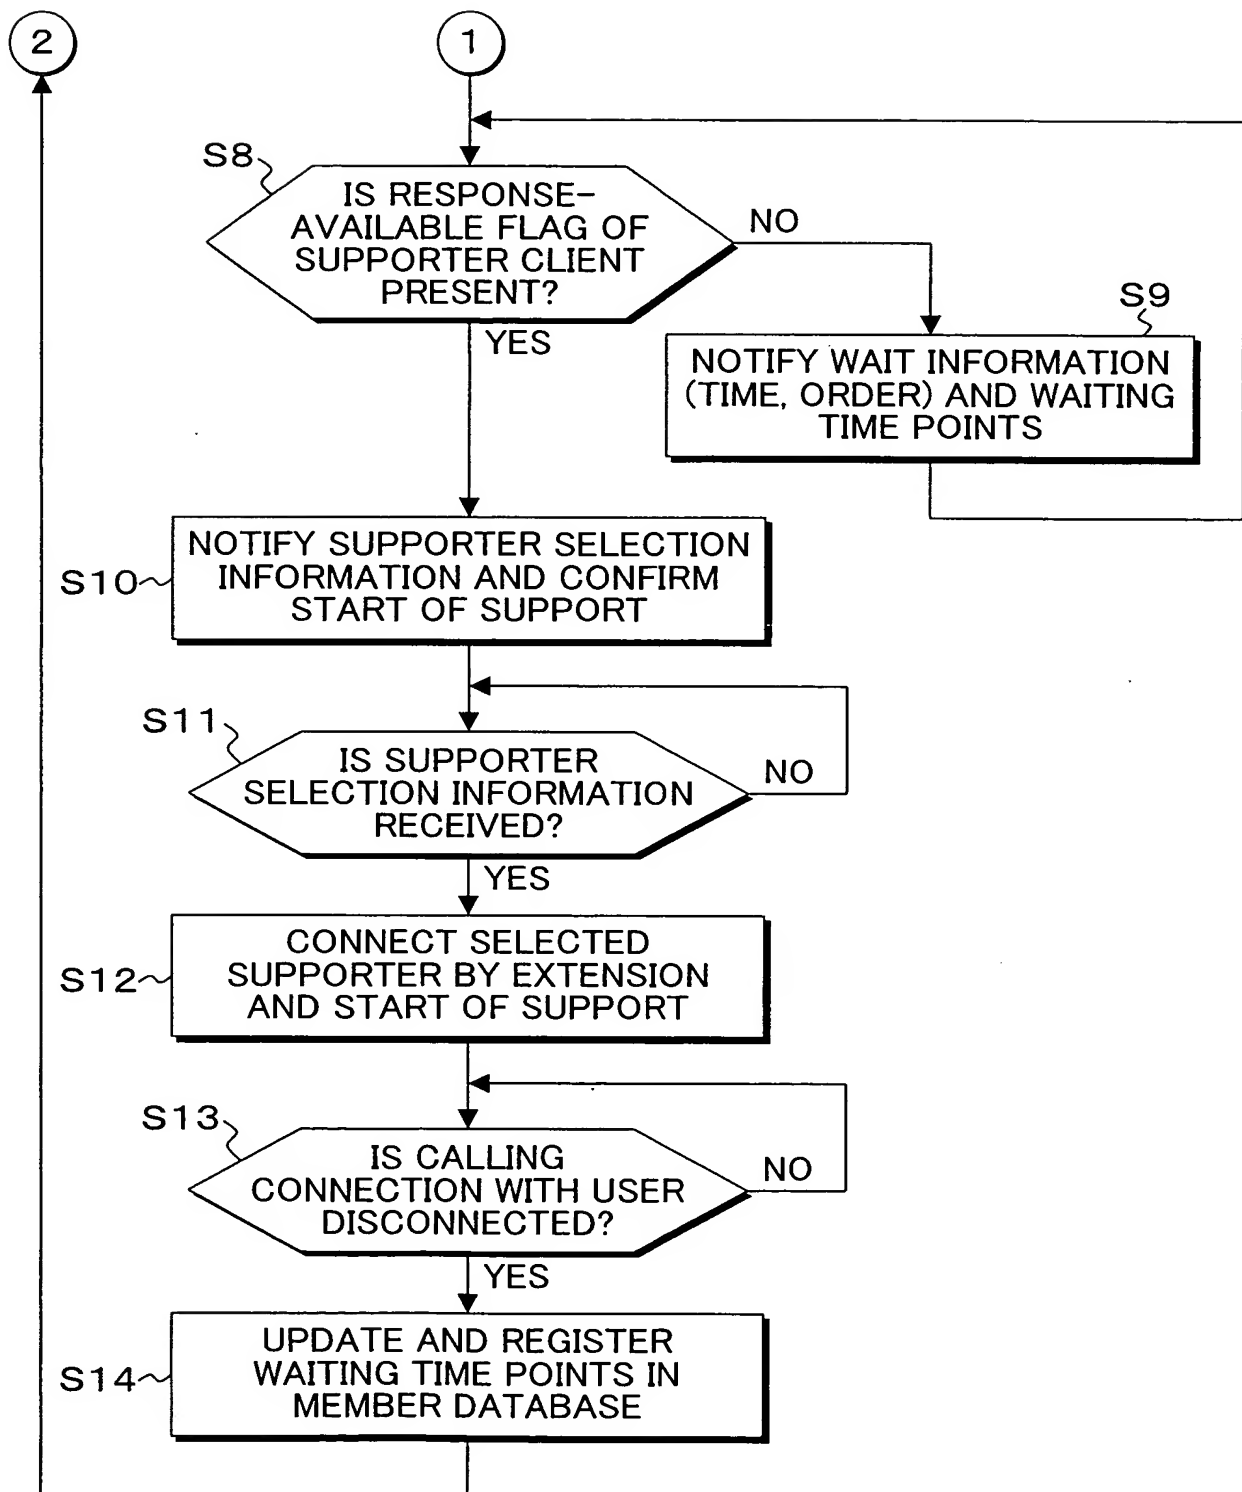 2
1
S8
IS RESPONSE-
AVAILABLE FLAG OF
SUPPORTER CLIENT
PRESENT?
NO
YES
S9
NOTIFY WAIT INFORMATION
(TIME, ORDER) AND WAITING
TIME POINTS
S10
NOTIFY SUPPORTER SELECTION
INFORMATION AND CONFIRM
START OF SUPPORT
S11
IS SUPPORTER
SELECTION INFORMATION
RECEIVED?
NO
YES
S12
CONNECT SELECTED
SUPPORTER BY EXTENSION
AND START OF SUPPORT
S13
IS CALLING
CONNECTION WITH USER
DISCONNECTED?
NO
YES
S14
UPDATE AND REGISTER
WAITING TIME POINTS IN
MEMBER DATABASE